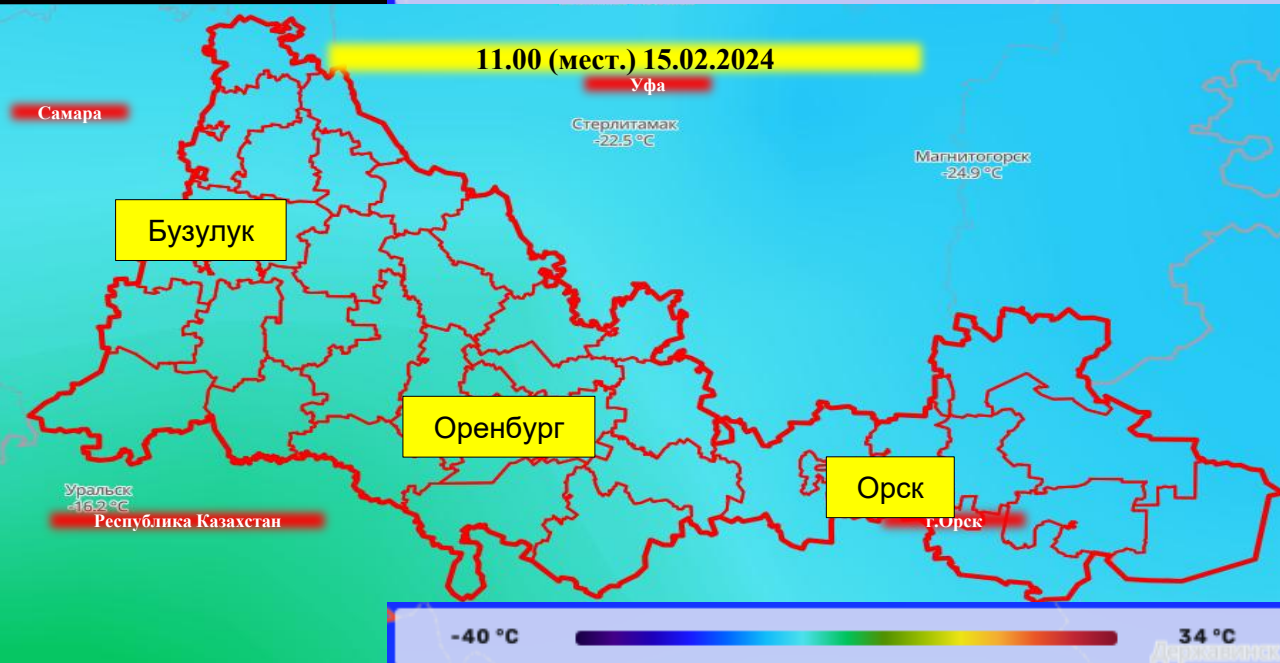 11.00 (мест.) 15.02.2024
Уфа
Самара
Стерлитамак
-22.5 °C
Магнитогорск
-24.9 °C
Бузулук
Оренбург
Орск
Уральск
-16.2 °C
Республика Казахстан
г.Орск
-40 °C
34 °C